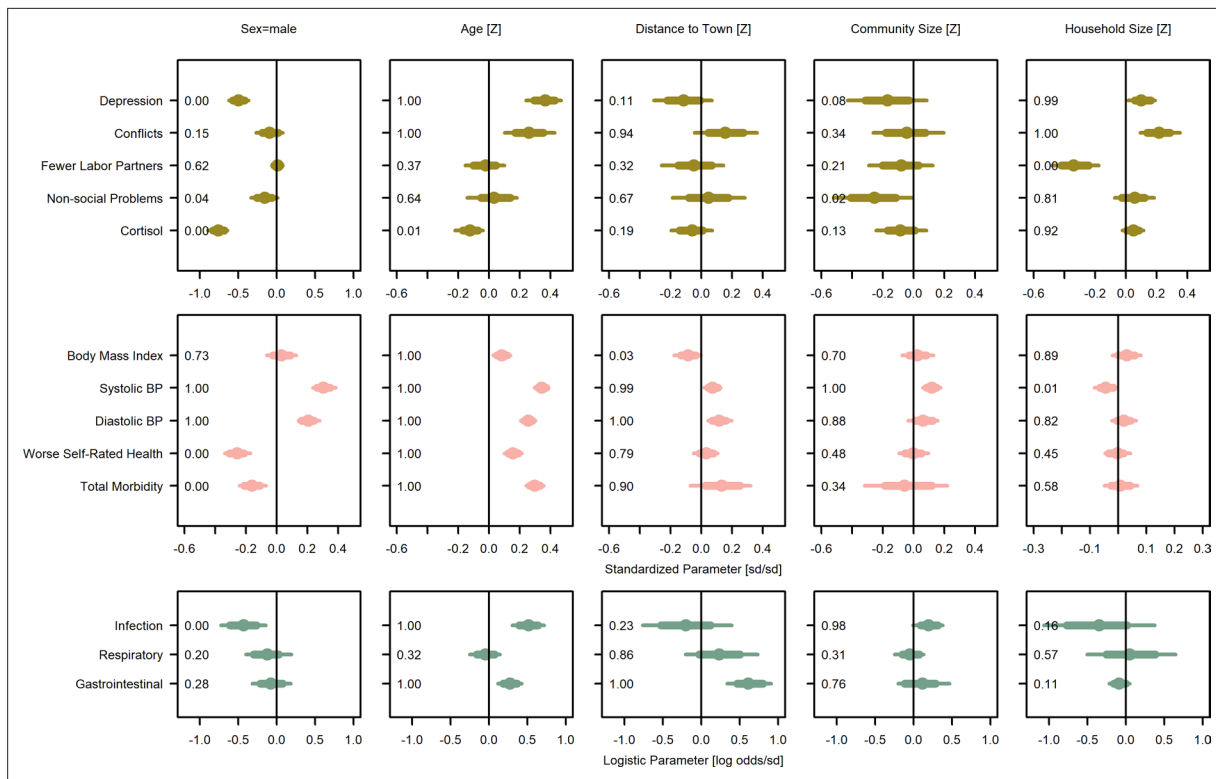 Sex=male Age [Z] Distance to Town [Z] Community Size [Z] Household Size [Z]
Depression 0.00 1.00 0.11 0.08 0.99
Conflicts 0.15 1.00 0.94 0.34 1.00
Fewer Labor Partners 0.62 0.37 0.32 0.21 0.00
Non-social Problems 0.04 0.64 0.67 0.02 0.81
Cortisol 0.00 0.01 0.19 0.13 0.92
-1.0 -0.5 0.0 0.5 1.0 -0.6 -0.2 0.0 0.2 0.4 -0.6 -0.2 0.0 0.2 0.4 -0.6 -0.2 0.0 0.2 0.4 -0.6 -0.2 0.0 0.2 0.4
Body Mass Index 0.73 1.00 0.03 0.70 0.89
Systolic BP 1.00 1.00 0.99 1.00 0.01
Diastolic BP 1.00 1.00 1.00 0.88 0.82
Worse Self-Rated Health 0.00 1.00 0.79 0.48 0.45
Total Morbidity 0.00 1.00 0.90 0.34 0.58
-0.6 -0.2 0.0 0.2 0.4 -0.6 -0.2 0.0 0.2 0.4 -0.6 -0.2 0.0 0.2 0.4 -0.6 -0.2 0.0 0.2 0.4 -0.3 -0.1 0.1 0.2 0.3
Standardized Parameter [sd/sd]
Infection 0.00 1.00 0.23 0.98 0.16
Respiratory 0.20 0.32 0.86 0.31 0.57
Gastrointestinal 0.28 1.00 1.00 0.76 0.11
-1.0 -0.5 0.0 0.5 1.0 -1.0 -0.5 0.0 0.5 1.0 -1.0 -0.5 0.0 0.5 1.0 -1.0 -0.5 0.0 0.5 1.0 -1.0 -0.5 0.0 0.5 1.0
Logistic Parameter [log odds/sd]